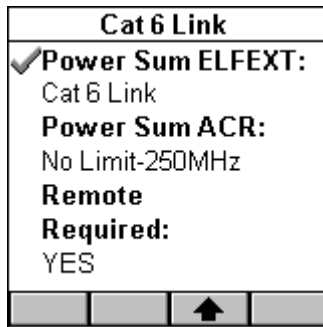 Cat 6 Link
Power Sum ELFEXT:
Cat 6 Link
Power Sum ACR:
No Limit-250MHz
Remote
Required:
YES